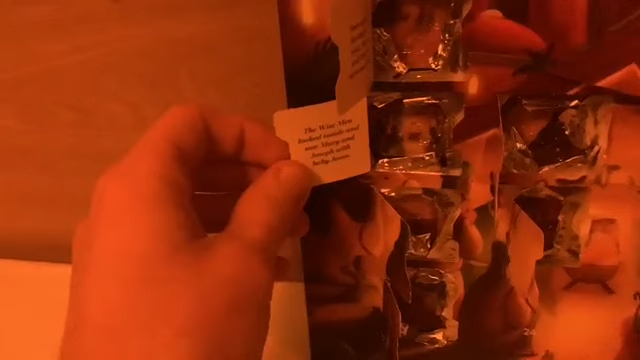 The Wise Men
looked inside and
saw Mary and
Joseph with
baby Jesus.